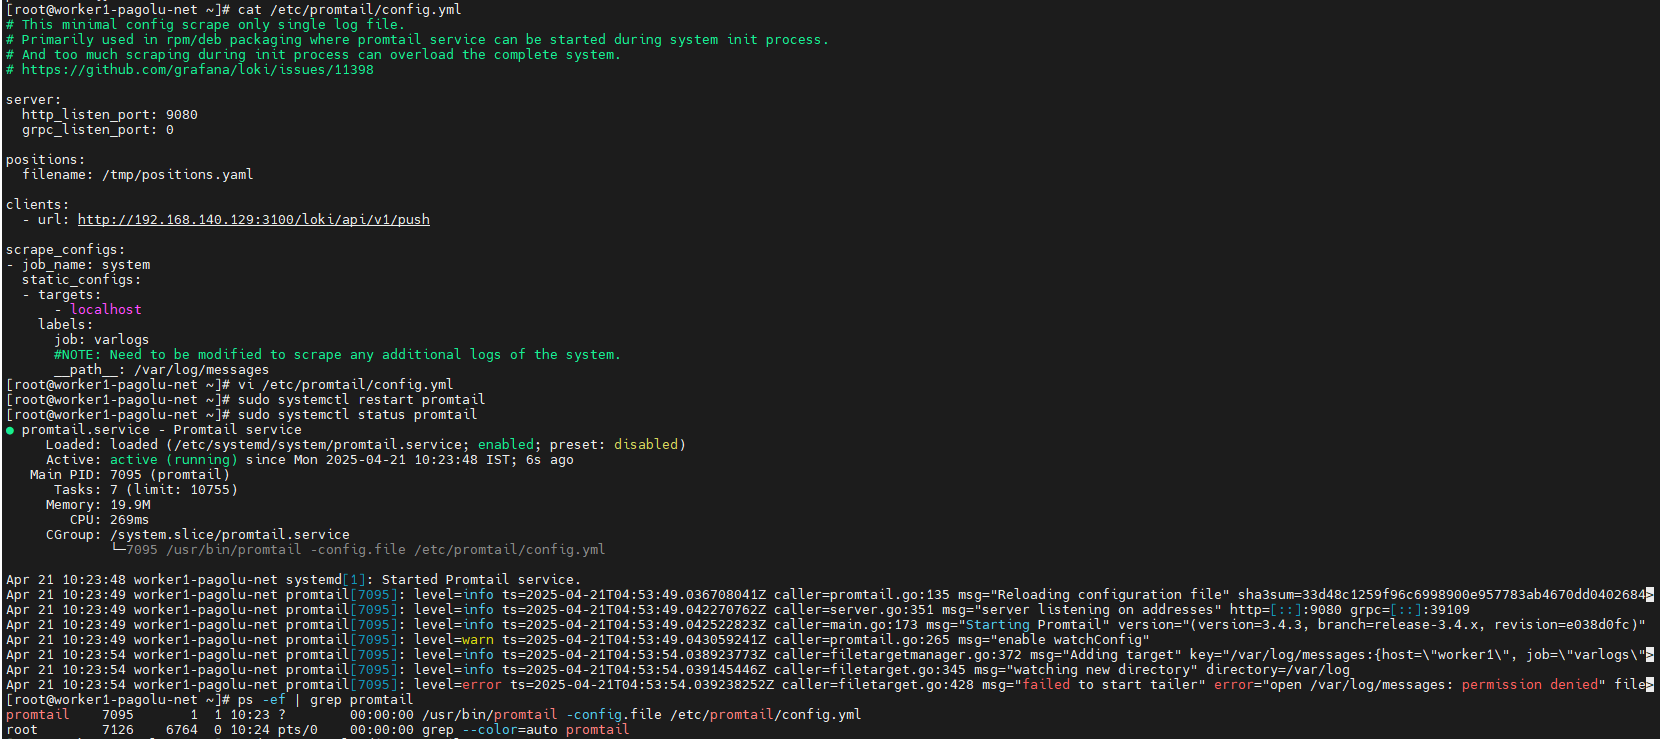 [root@worker1-pagolu-net ~]# cat /etc/promtail/config.yml
# This minimal config scrape only single log file.
# Primarily used in rpm/deb packaging where promtail service can be started during system init process.
# And too much scraping during init process can overload the complete system.
# https://github.com/grafana/loki/issues/11398

server:
  http_listen_port: 9080
  grpc_listen_port: 0

positions:
  filename: /tmp/positions.yaml

clients:
  - url: http://192.168.140.129:3100/loki/api/v1/push

scrape_configs:
- job_name: system
  static_configs:
  - targets:
      - localhost
    labels:
      job: varlogs
      #NOTE: Need to be modified to scrape any additional logs of the system.
      __path__: /var/log/messages
[root@worker1-pagolu-net ~]# vi /etc/promtail/config.yml
[root@worker1-pagolu-net ~]# sudo systemctl restart promtail
[root@worker1-pagolu-net ~]# sudo systemctl status promtail
● promtail.service - Promtail service
     Loaded: loaded (/etc/systemd/system/promtail.service; enabled; preset: disabled)
     Active: active (running) since Mon 2025-04-21 10:23:48 IST; 6s ago
   Main PID: 7095 (promtail)
      Tasks: 7 (limit: 10755)
     Memory: 19.9M
        CPU: 269ms
     CGroup: /system.slice/promtail.service
             └─7095 /usr/bin/promtail -config.file /etc/promtail/config.yml

Apr 21 10:23:48 worker1-pagolu-net systemd[1]: Started Promtail service.
Apr 21 10:23:49 worker1-pagolu-net promtail[7095]: level=info ts=2025-04-21T04:53:49.036708041Z caller=promtail.go:135 msg="Reloading configuration file" sha3sum=33d48c1259f96c6998900e957783ab4670dd0402684>
Apr 21 10:23:49 worker1-pagolu-net promtail[7095]: level=info ts=2025-04-21T04:53:49.042270762Z caller=server.go:351 msg="server listening on addresses" http=[::]:9080 grpc=[::]:39109
Apr 21 10:23:49 worker1-pagolu-net promtail[7095]: level=info ts=2025-04-21T04:53:49.042522823Z caller=main.go:173 msg="Starting Promtail" version="(version=3.4.3, branch=release-3.4.x, revision=e038d0fc)"
Apr 21 10:23:49 worker1-pagolu-net promtail[7095]: level=warn ts=2025-04-21T04:53:49.043059241Z caller=promtail.go:265 msg="enable watchConfig"
Apr 21 10:23:54 worker1-pagolu-net promtail[7095]: level=info ts=2025-04-21T04:53:54.038923773Z caller=filetargetmanager.go:372 msg="Adding target" key="/var/log/messages:{host=\"worker1\", job=\"varlogs\">
Apr 21 10:23:54 worker1-pagolu-net promtail[7095]: level=info ts=2025-04-21T04:53:54.039145446Z caller=filetarget.go:345 msg="watching new directory" directory=/var/log
Apr 21 10:23:54 worker1-pagolu-net promtail[7095]: level=error ts=2025-04-21T04:53:54.039238252Z caller=filetarget.go:428 msg="failed to start tailer" error="open /var/log/messages: permission denied" file>
[root@worker1-pagolu-net ~]# ps -ef | grep promtail
promtail    7095       1  1 10:23 ?        00:00:00 /usr/bin/promtail -config.file /etc/promtail/config.yml
root        7126    6764  0 10:24 pts/0    00:00:00 grep --color=auto promtail